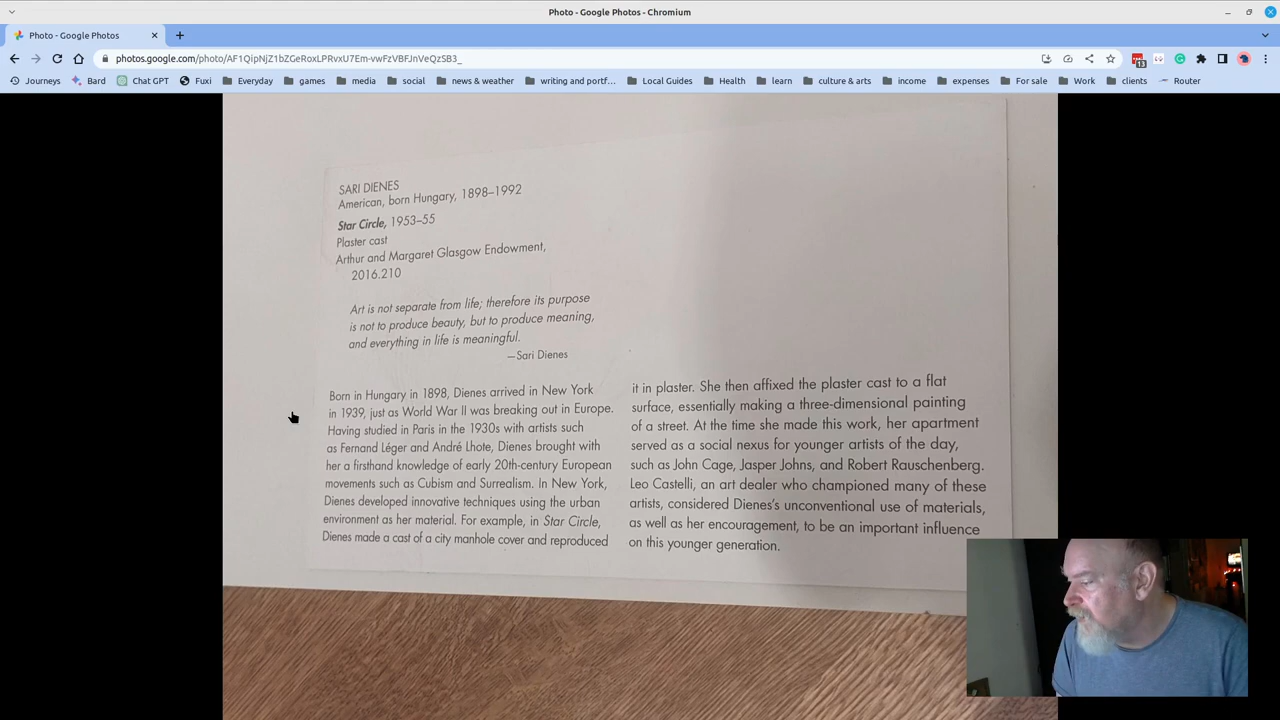 Photo - Google Photos - Chromium
Photo - Google Photos
photos.google.com/photo/AF1QipNjZ1bZGeRoxLPRvxU7Em-vwFzVBFJnVeQzSB3_
13
Journeys Bard Chat GPT Fuxi Everyday games media social news & weather writing and portf... Local Guides Health learn culture & arts income expenses For sale Work clients Router
SARI DIENES
American, born Hungary, 1898–1992
Star Circle, 1953–55
Plaster cast
Arthur and Margaret Glasgow Endowment,
2016.210
Art is not separate from life; therefore its purpose
is not to produce beauty, but to produce meaning,
and everything in life is meaningful.
—Sari Dienes
Born in Hungary in 1898, Dienes arrived in New York
in 1939, just as World War II was breaking out in Europe.
Having studied in Paris in the 1930s with artists such
as Fernand Léger and André Lhote, Dienes brought with
her a firsthand knowledge of early 20th-century European
movements such as Cubism and Surrealism. In New York,
Dienes developed innovative techniques using the urban
environment as her material. For example, in Star Circle,
Dienes made a cast of a city manhole cover and reproduced
it in plaster. She then affixed the plaster cast to a flat
surface, essentially making a three-dimensional painting
of a street. At the time she made this work, her apartment
served as a social nexus for younger artists of the day,
such as John Cage, Jasper Johns, and Robert Rauschenberg.
Leo Castelli, an art dealer who championed many of these
artists, considered Dienes's unconventional use of materials,
as well as her encouragement, to be an important influence
on this younger generation.